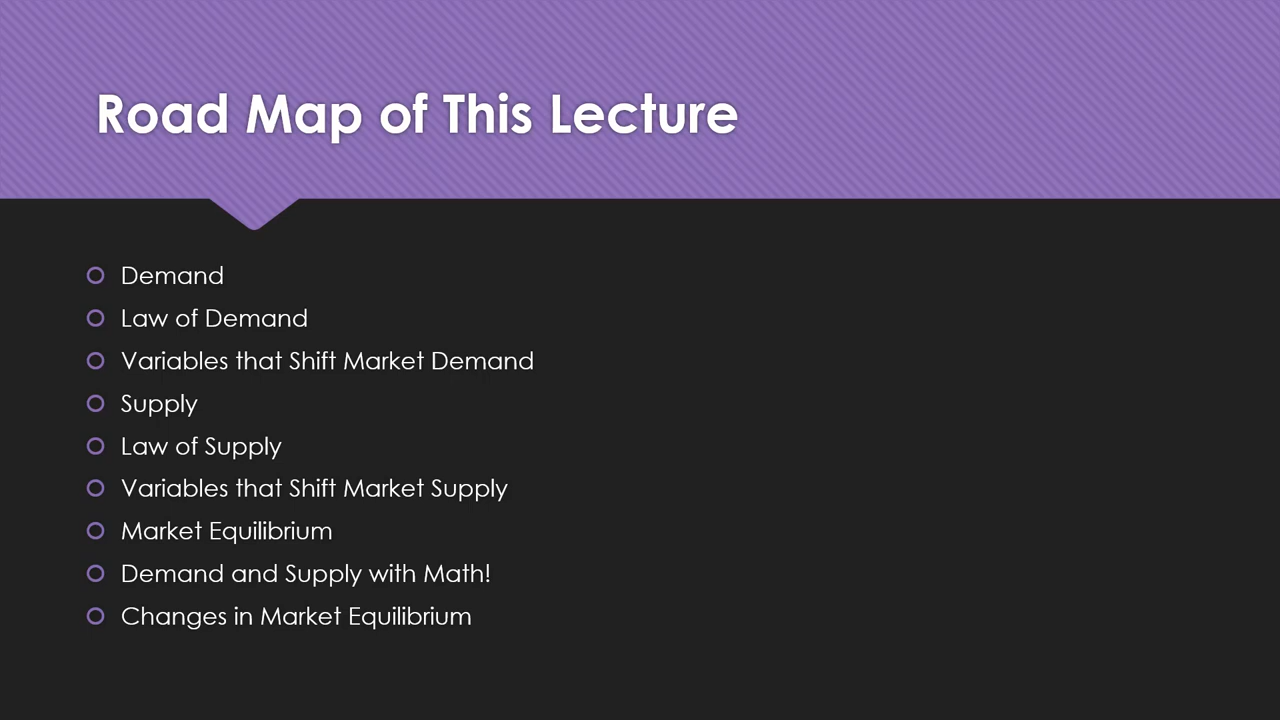 Road Map of This Lecture
Demand
Law of Demand
Variables that Shift Market Demand
Supply
Law of Supply
Variables that Shift Market Supply
Market Equilibrium
Demand and Supply with Math!
Changes in Market Equilibrium